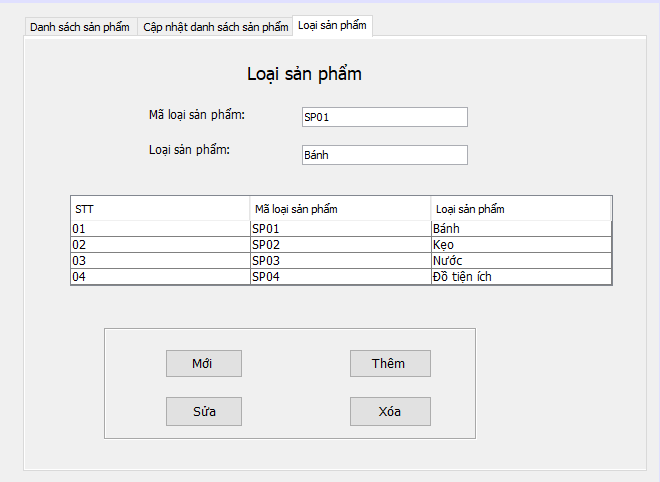 Danh sách sản phẩm Cập nhật danh sách sản phẩm Loại sản phẩm
Loại sản phẩm
Mã loại sản phẩm: SP01
Loại sản phẩm: Bánh
STT Mã loại sản phẩm Loại sản phẩm
01 SP01 Bánh
02 SP02 Kẹo
03 SP03 Nước
04 SP04 Đồ tiện ích
Mới Thêm
Sửa Xóa